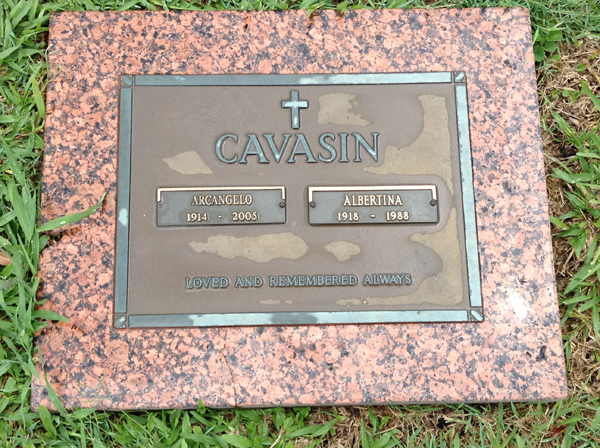 CAVASIN
ARCANGELO
1914 - 2005
ALBERTINA
1918 - 1988
LOVED AND REMEMBERED ALWAYS